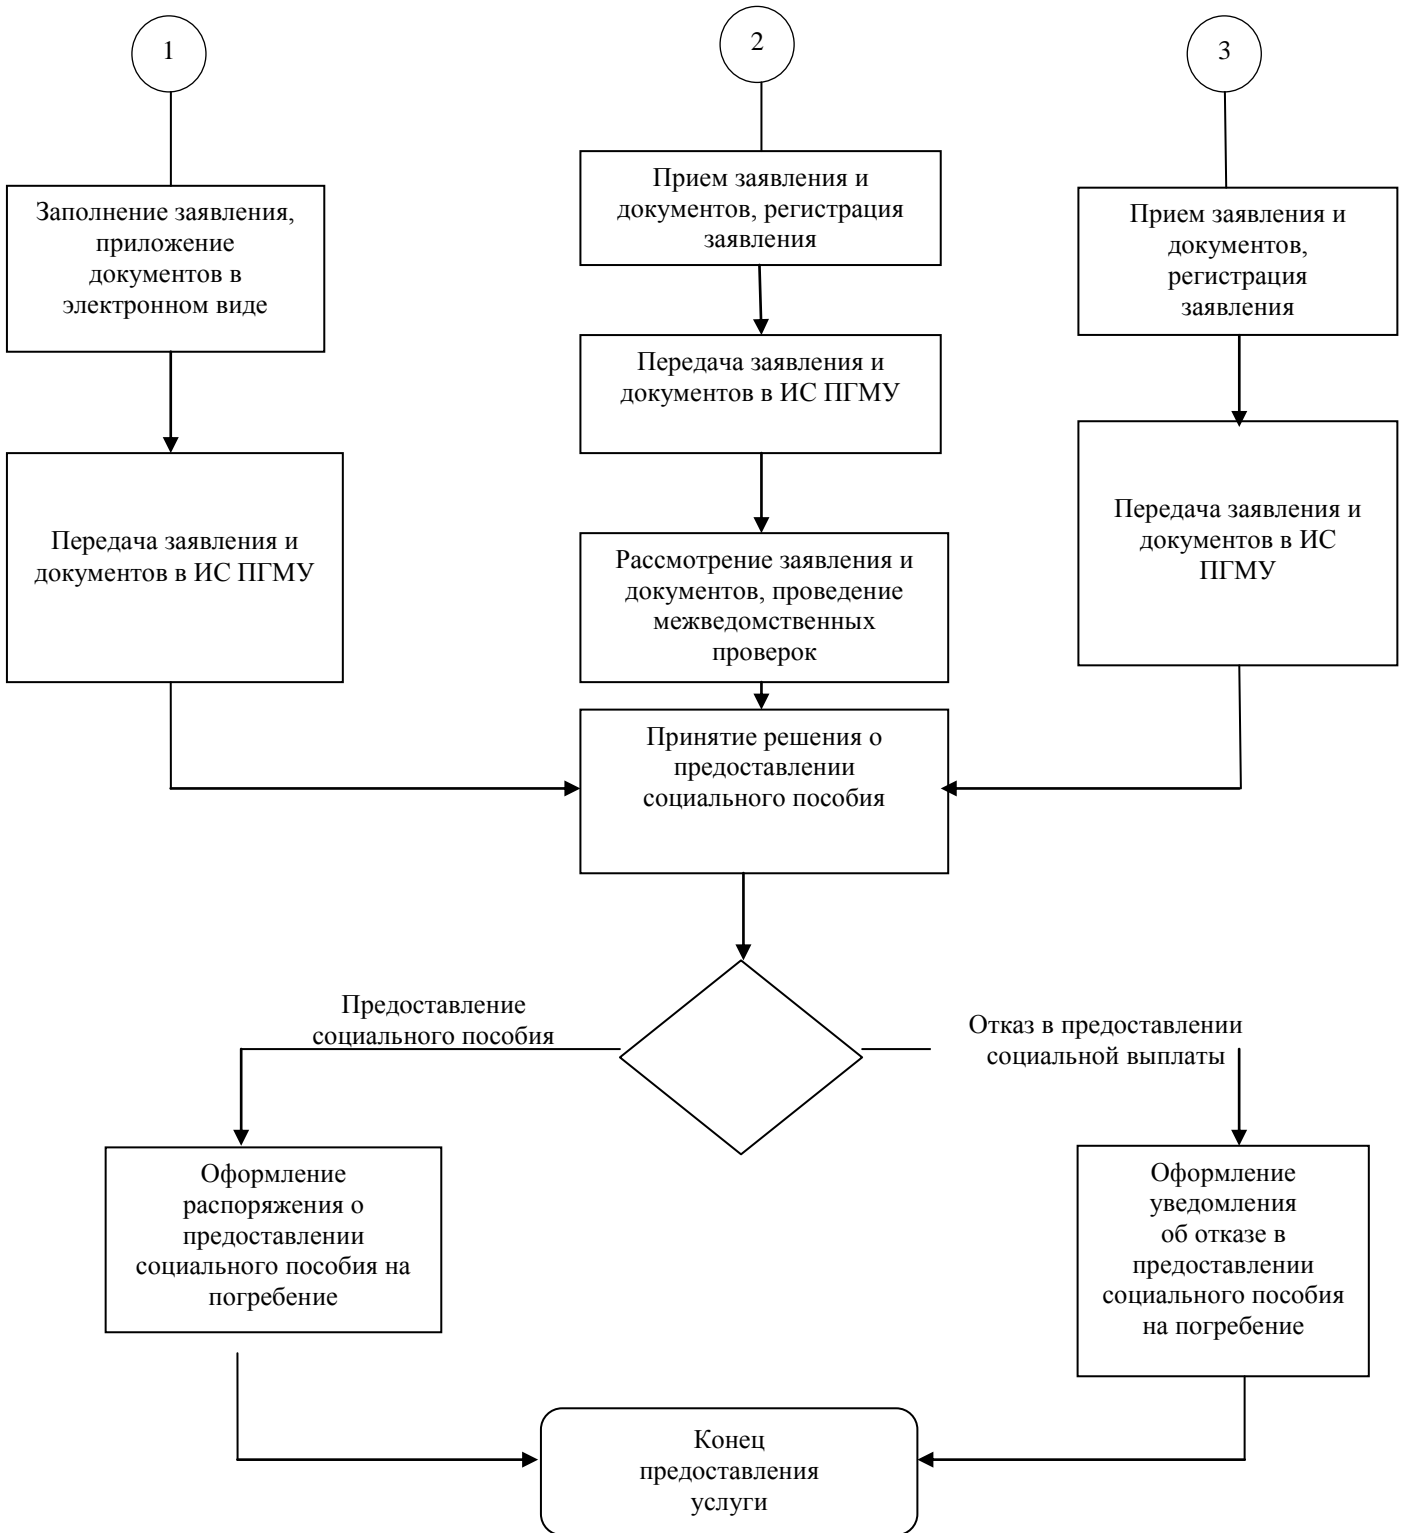 1
2
3
Заполнение заявления,
приложение
документов в
электронном виде
Прием заявления и
документов, регистрация
заявления
Прием заявления и
документов,
регистрация
заявления
Передача заявления и
документов в ИС ПГМУ
Передача заявления и
документов в ИС ПГМУ
Передача заявления и
документов в ИС
ПГМУ
Рассмотрение заявления и
документов, проведение
межведомственных
проверок
Принятие решения о
предоставлении
социального пособия
Предоставление
социального пособия
Отказ в предоставлении
социальной выплаты
Оформление
распоряжения о
предоставлении
социального пособия на
погребение
Оформление
уведомления
об отказе в
предоставлении
социального пособия
на погребение
Конец
предоставления
услуги